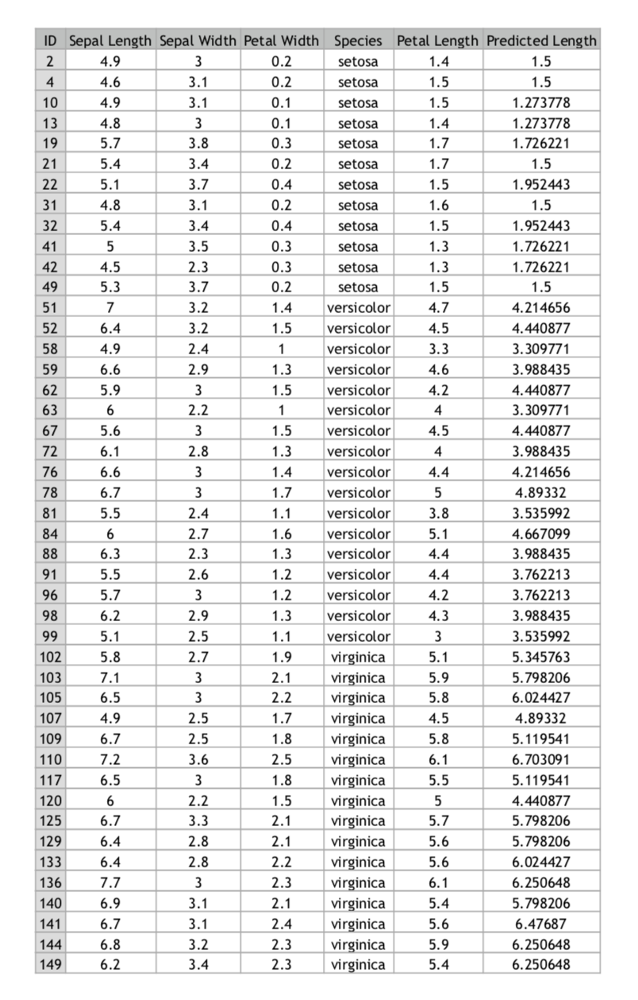 ID Sepal Length Sepal Width Petal Width Species Petal Length Predicted Length
2 4.9 3 0.2 setosa 1.4 1.5
4 4.6 3.1 0.2 setosa 1.5 1.5
10 4.9 3.1 0.1 setosa 1.5 1.273778
13 4.8 3 0.1 setosa 1.4 1.273778
19 5.7 3.8 0.3 setosa 1.7 1.726221
21 5.4 3.4 0.2 setosa 1.7 1.5
22 5.1 3.7 0.4 setosa 1.5 1.952443
31 4.8 3.1 0.2 setosa 1.6 1.5
32 5.4 3.4 0.4 setosa 1.5 1.952443
41 5 3.5 0.3 setosa 1.3 1.726221
42 4.5 2.3 0.3 setosa 1.3 1.726221
49 5.3 3.7 0.2 setosa 1.5 1.5
51 7 3.2 1.4 versicolor 4.7 4.214656
52 6.4 3.2 1.5 versicolor 4.5 4.440877
58 4.9 2.4 1 versicolor 3.3 3.309771
59 6.6 2.9 1.3 versicolor 4.6 3.988435
62 5.9 3 1.5 versicolor 4.2 4.440877
63 6 2.2 1 versicolor 4 3.309771
67 5.6 3 1.5 versicolor 4.5 4.440877
72 6.1 2.8 1.3 versicolor 4 3.988435
76 6.6 3 1.4 versicolor 4.4 4.214656
78 6.7 3 1.7 versicolor 5 4.89332
81 5.5 2.4 1.1 versicolor 3.8 3.535992
84 6 2.7 1.6 versicolor 5.1 4.667099
88 6.3 2.3 1.3 versicolor 4.4 3.988435
91 5.5 2.6 1.2 versicolor 4.4 3.762213
96 5.7 3 1.2 versicolor 4.2 3.762213
98 6.2 2.9 1.3 versicolor 4.3 3.988435
99 5.1 2.5 1.1 versicolor 3 3.535992
102 5.8 2.7 1.9 virginica 5.1 5.345763
103 7.1 3 2.1 virginica 5.9 5.798206
105 6.5 3 2.2 virginica 5.8 6.024427
107 4.9 2.5 1.7 virginica 4.5 4.89332
109 6.7 2.5 1.8 virginica 5.8 5.119541
110 7.2 3.6 2.5 virginica 6.1 6.703091
117 6.5 3 1.8 virginica 5.5 5.119541
120 6 2.2 1.5 virginica 5 4.440877
125 6.7 3.3 2.1 virginica 5.7 5.798206
129 6.4 2.8 2.1 virginica 5.6 5.798206
133 6.4 2.8 2.2 virginica 5.6 6.024427
136 7.7 3 2.3 virginica 6.1 6.250648
140 6.9 3.1 2.1 virginica 5.4 5.798206
141 6.7 3.1 2.4 virginica 5.6 6.47687
144 6.8 3.2 2.3 virginica 5.9 6.250648
149 6.2 3.4 2.3 virginica 5.4 6.250648